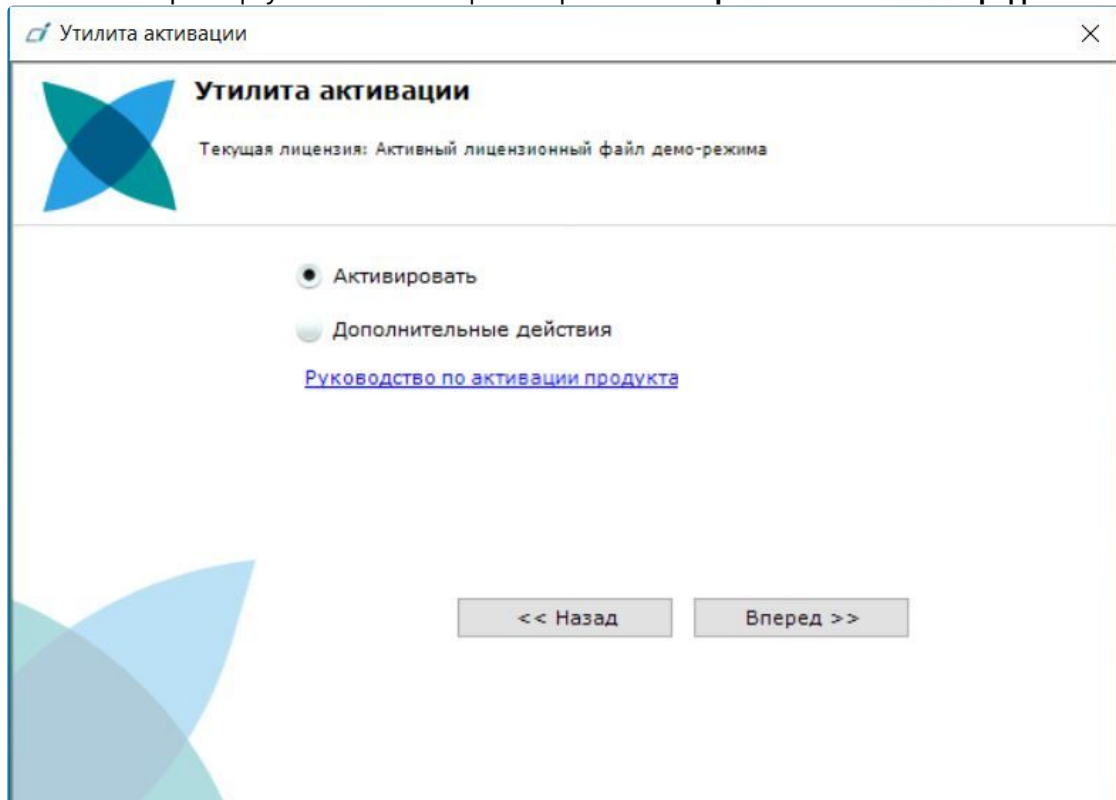 Утилита активации
Утилита активации
Текущая лицензия: Активный лицензионный файл демо-режима
Активировать
Дополнительные действия
Руководство по активации продукта
<< Назад
Вперед >>